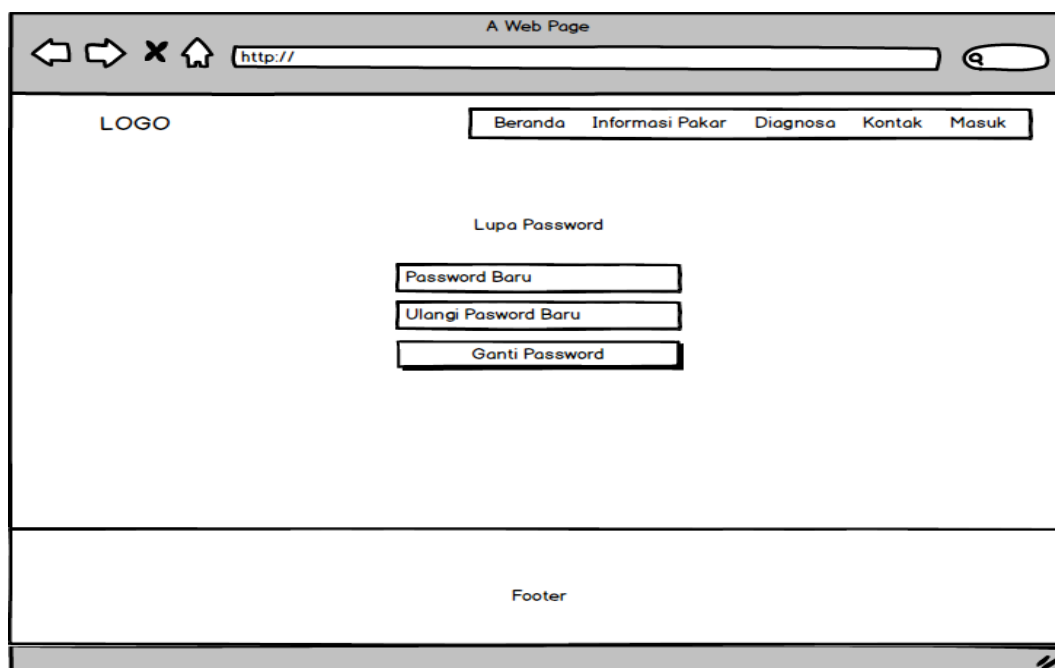 A Web Page
http://
LOGO
Beranda Informasi Pakar Diagnosa Kontak Masuk
Lupa Password
Password Baru
Ulangi Pasword Baru
Ganti Password
Footer